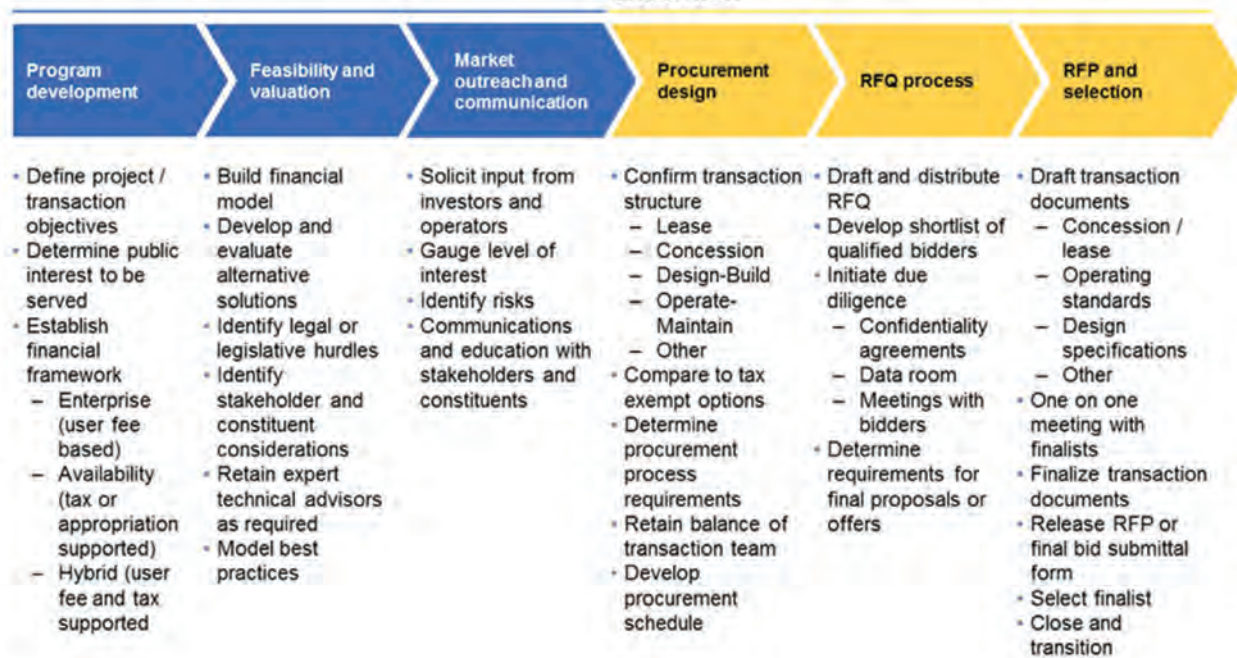 Program
development
Feasibility and
valuation
Market
outreach and
communication
Procurement
design
RFQ process
RFP and
selection
• Define project /
transaction
objectives
• Determine public
interest to be
served
• Establish
financial
framework
– Enterprise
(user fee
based)
– Availability
(tax or
appropriation
supported)
– Hybrid (user
fee and tax
supported
• Build financial
model
• Develop and
evaluate
alternative
solutions
• Identify legal or
legislative hurdles
• Identify
stakeholder and
constituent
considerations
• Retain expert
technical advisors
as required
• Model best
practices
• Solicit input from
investors and
operators
• Gauge level of
interest
• Identify risks
• Communications
and education with
stakeholders and
constituents
• Confirm transaction
structure
– Lease
– Concession
– Design-Build
– Operate-
Maintain
– Other
• Compare to tax
exempt options
• Determine
procurement
process
requirements
• Retain balance of
transaction team
• Develop
procurement
schedule
• Draft and distribute
RFQ
• Develop shortlist of
qualified bidders
• Initiate due
diligence
– Confidentiality
agreements
– Data room
– Meetings with
bidders
• Determine
requirements for
final proposals or
offers
• Draft transaction
documents
– Concession /
lease
– Operating
standards
– Design
specifications
– Other
• One on one
meeting with
finalists
• Finalize transaction
documents
• Release RFP or
final bid submittal
form
• Select finalist
• Close and
transition